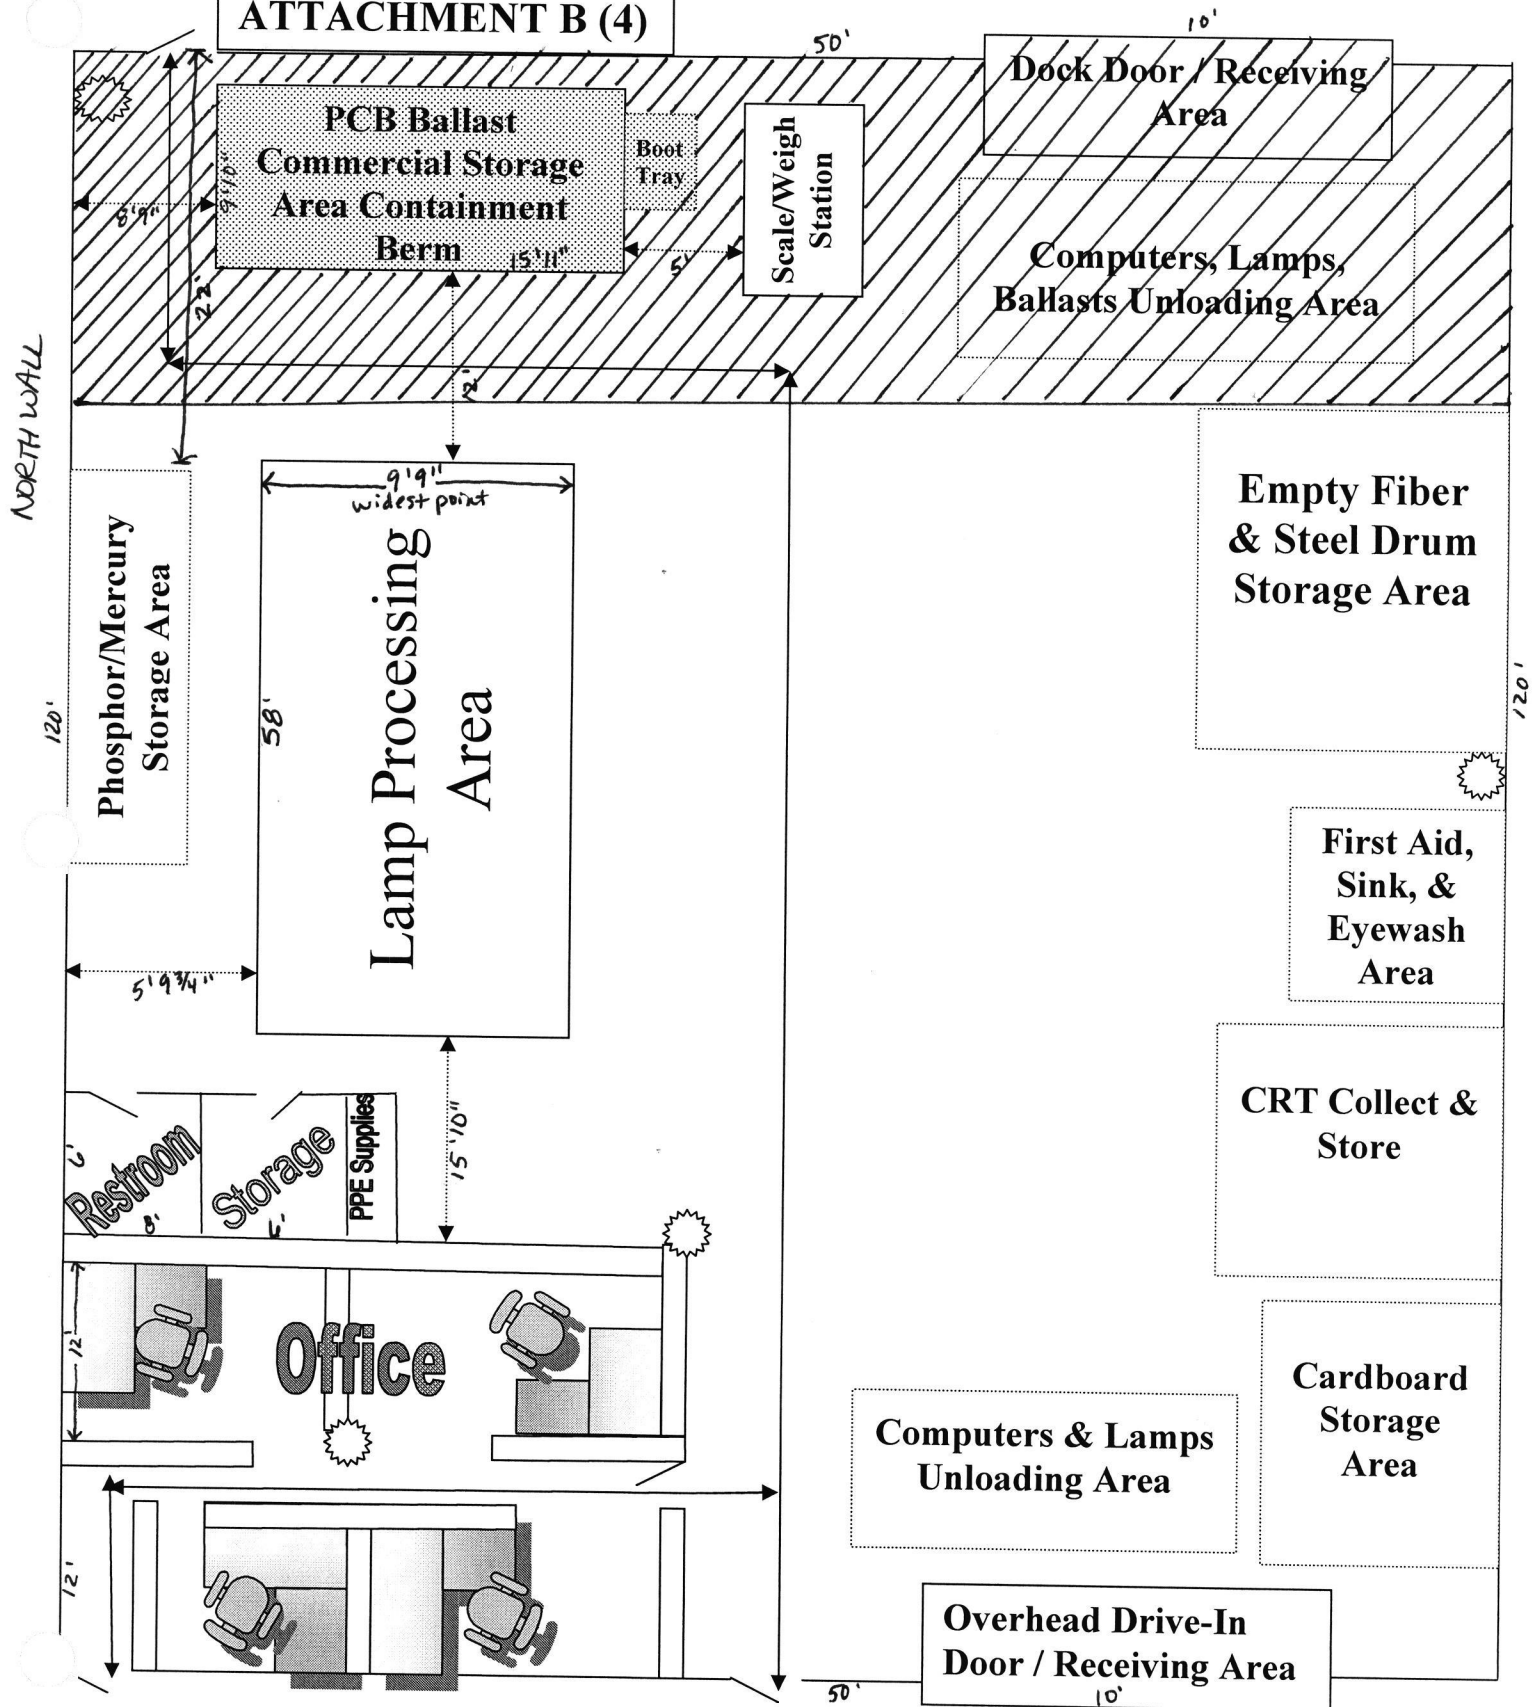 ATTACHMENT B (4)
50'
10'
Dock Door / Receiving
Area
PCB Ballast
Commercial Storage
Area Containment
Berm
9'10"
15'11"
Boot
Tray
Scale/Weigh
Station
8'9"
5'
22'
12'
Computers, Lamps,
Ballasts Unloading Area
NORTH WALL
9'9"
widest point
Phosphor/Mercury
Storage Area
120'
58'
Lamp Processing
Area
Empty Fiber
& Steel Drum
Storage Area
120'
First Aid,
Sink, &
Eyewash
Area
5'9 3/4"
15'10"
CRT Collect &
Store
6'
Restroom
8'
Storage
6'
PPE Supplies
12'
Office
Cardboard
Storage
Area
Computers & Lamps
Unloading Area
12'
Overhead Drive-In
Door / Receiving Area
50'
10'